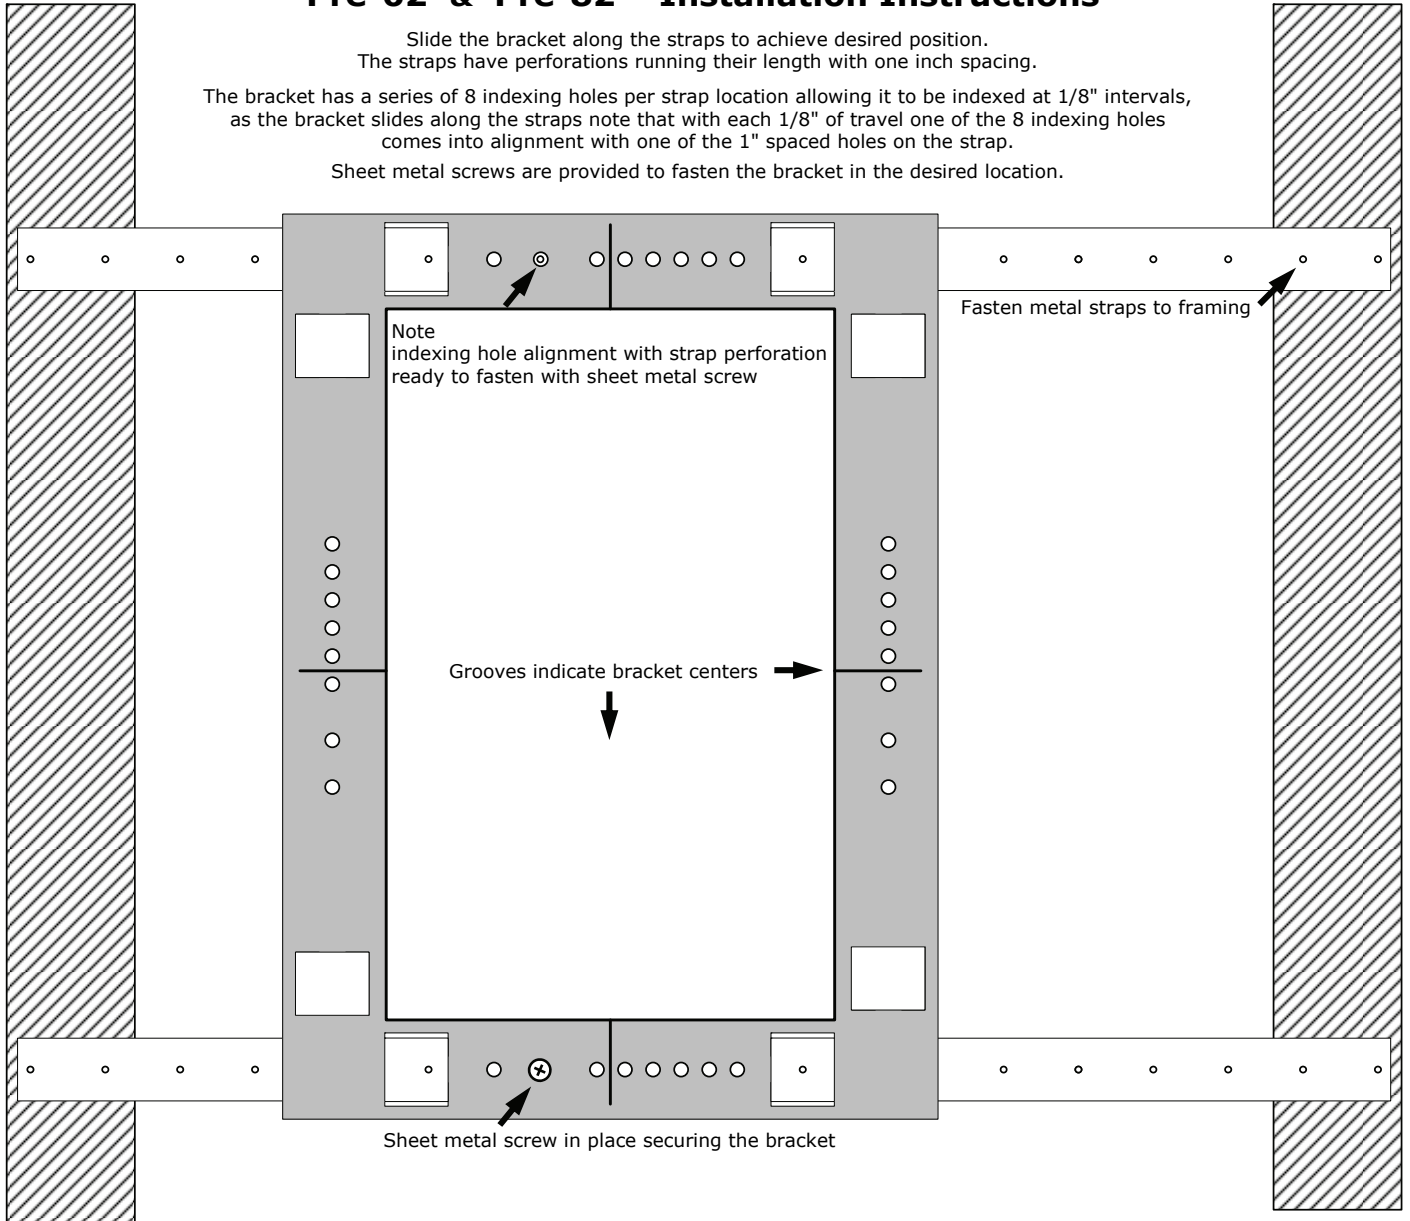 Pre-62 & Pre-82 Installation Instructions
Slide the bracket along the straps to achieve desired position.
The straps have perforations running their length with one inch spacing.
The bracket has a series of 8 indexing holes per strap location allowing it to be indexed at 1/8" intervals,
as the bracket slides along the straps note that with each 1/8" of travel one of the 8 indexing holes
comes into alignment with one of the 1" spaced holes on the strap.
Sheet metal screws are provided to fasten the bracket in the desired location.
Fasten metal straps to framing
Note
indexing hole alignment with strap perforation
ready to fasten with sheet metal screw
Grooves indicate bracket centers
Sheet metal screw in place securing the bracket